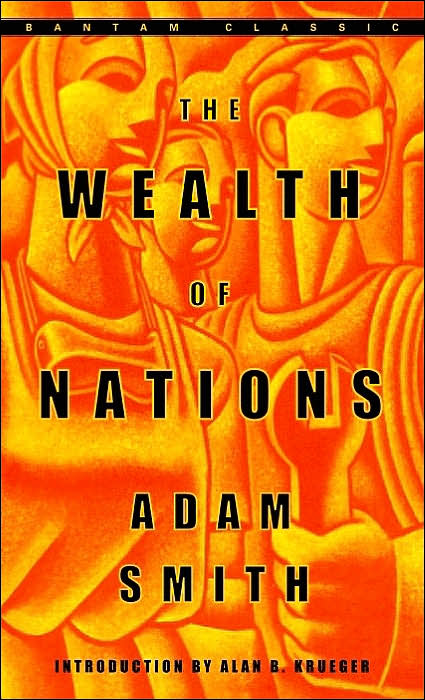 BANTAM CLASSIC
THE
WEALTH
OF
NATIONS
ADAM
SMITH
INTRODUCTION BY ALAN B. KRUEGER